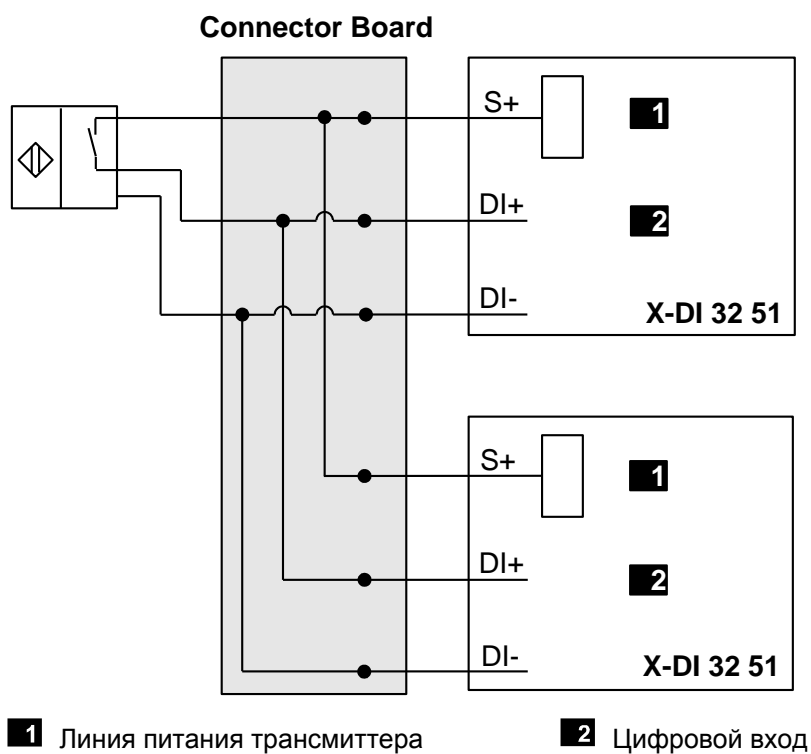 Connector Board
S+
1
DI+
2
DI-
X-DI 32 51
S+
1
DI+
2
DI-
X-DI 32 51
1 Линия питания трансмиттера
2 Цифровой вход